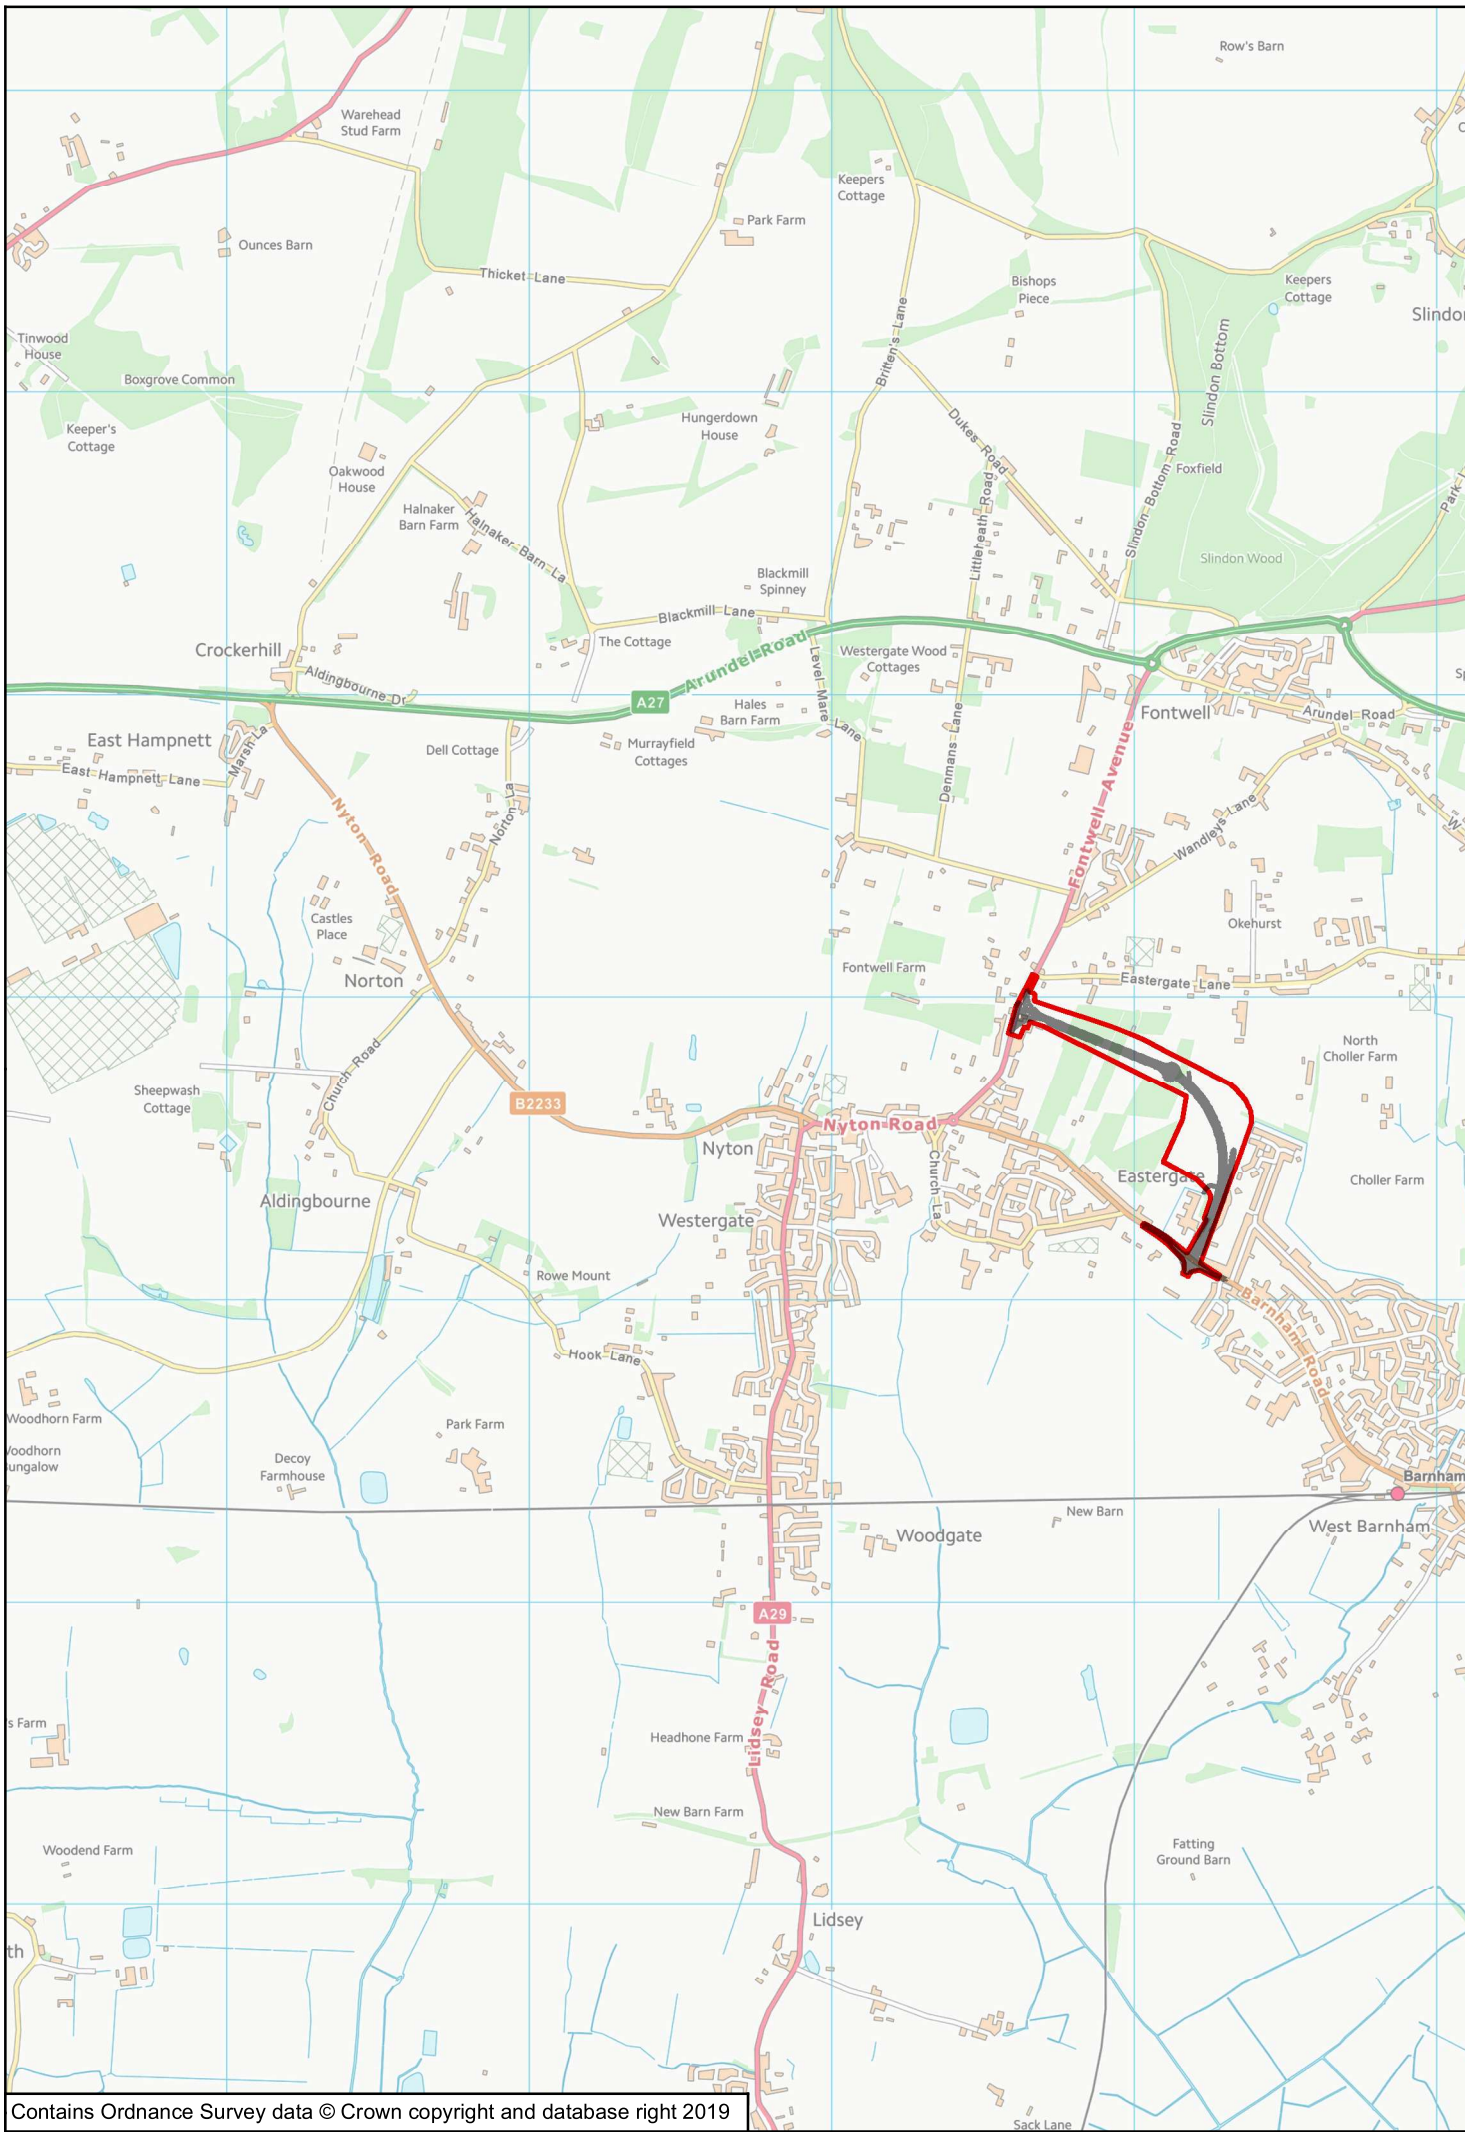 Row's Barn
Warehead
Stud Farm
Keepers
Cottage
Park Farm
Ounces Barn
Thicket Lane
Bishops
Piece
Keepers
Cottage
Britten's Lane
Slindon Bottom
Tinwood
House
Boxgrove Common
Hungerdown
House
Keeper's
Cottage
Dukes Road
Slindon Bottom Road
Foxfield
Oakwood
House
Littleheath Road
Halnaker
Barn Farm
Halnaker Barn La
Slindon Wood
Blackmill
Spinney
Blackmill Lane
The Cottage
Crockerhill
Arundel Road
Level Mare Lane
Westergate Wood
Cottages
Aldingbourne Dr
A27
Hales
Barn Farm
Fontwell
Arundel Road
East Hampnett
Marsh La
Dell Cottage
Murrayfield
Cottages
Denmans Lane
Fontwell Avenue
East Hampnett Lane
Nyton Road
Norton La
Wandleys Lane
Castles
Place
Okehurst
Norton
Fontwell Farm
Eastergate Lane
North
Choller Farm
Church Road
Sheepwash
Cottage
B2233
Nyton Road
Nyton
Church La
Eastergate
Choller Farm
Aldingbourne
Westergate
Rowe Mount
Barnham Road
Hook Lane
Woodhorn Farm
Park Farm
Decoy
Farmhouse
Barnham
New Barn
West Barnham
Woodgate
A29
Lidsey Road
s Farm
Headhone Farm
New Barn Farm
Woodend Farm
Fatting
Ground Barn
Lidsey
th
Sack Lane
Contains Ordnance Survey data © Crown copyright and database right 2019